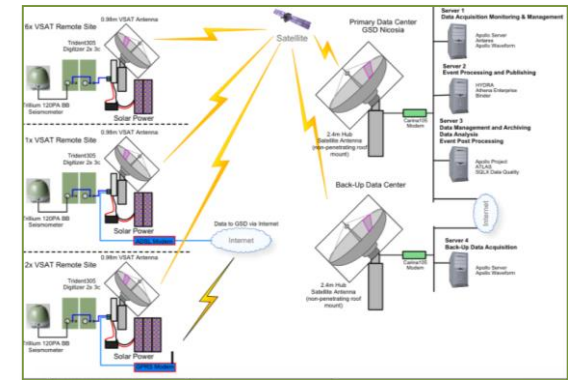 6x VSAT Remote Site
0.98m VSAT Antenna
Trident305
Digitizer 2x 3c
Trillium 120PA BB
Seismometer
Solar Power
1x VSAT Remote Site
0.98m VSAT Antenna
Trident305
Digitizer 2x 3c
Trillium 120PA BB
Seismometer
ADSL Modem
Data to GSD via Internet
Internet
2x VSAT Remote Site
0.98m VSAT Antenna
Trident305
Digitizer 2x 3c
Trillium 120PA BB
Seismometer
Solar Power
GPRS Modem
Satellite
Primary Data Center
GSD Nicosia
2.4m Hub
Satellite Antenna
(non-penetrating roof
mount)
Carina105
Modem
Back-Up Data Center
2.4m Hub
Satellite Antenna
(non-penetrating roof
mount)
Carina105
Modem
Server 1
Data Acquisition Monitoring & Management
Apollo Server
Antares
Apollo Waveform
Server 2
Event Processing and Publishing
HYDRA
Athena Enterprise
Binder
Server 3
Data Management and Archiving
Data Analysis
Event Post Processing
Apollo Project
ATLAS
SQLX Data Quality
Internet
Server 4
Back-Up Data Acquisition
Apollo Server
Apollo Waveform